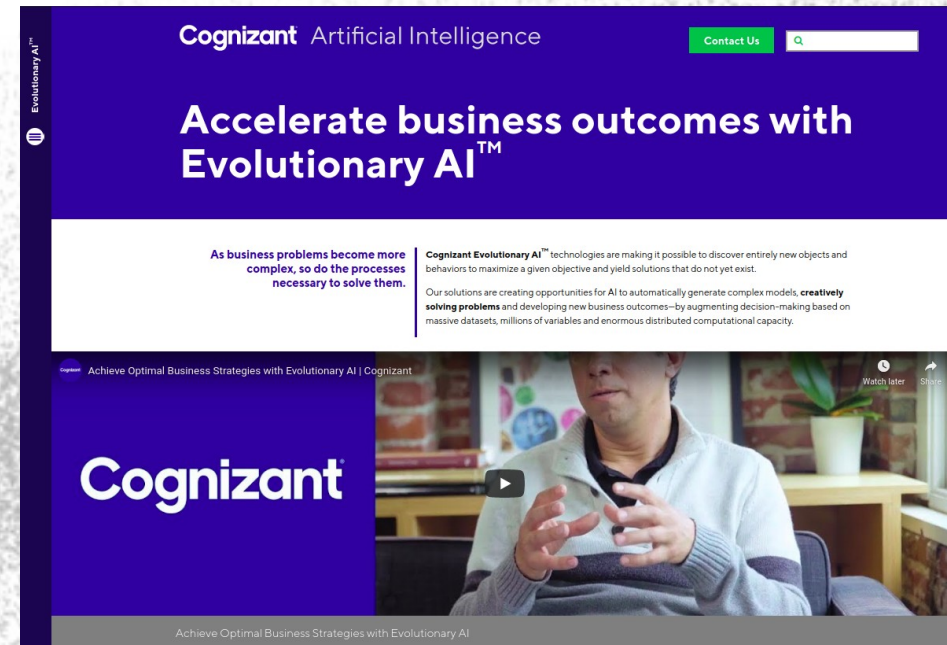 Evolutionary AI™
Cognizant Artificial Intelligence
Contact Us
Accelerate business outcomes with
Evolutionary AI™
As business problems become more
complex, so do the processes
necessary to solve them.
Cognizant Evolutionary AI™ technologies are making it possible to discover entirely new objects and
behaviors to maximize a given objective and yield solutions that do not yet exist.
Our solutions are creating opportunities for AI to automatically generate complex models, creatively
solving problems and developing new business outcomes—by augmenting decision-making based on
massive datasets, millions of variables and enormous distributed computational capacity.
Cognizant
Achieve Optimal Business Strategies with Evolutionary AI | Cognizant
Watch later
Share
Cognizant
Achieve Optimal Business Strategies with Evolutionary AI